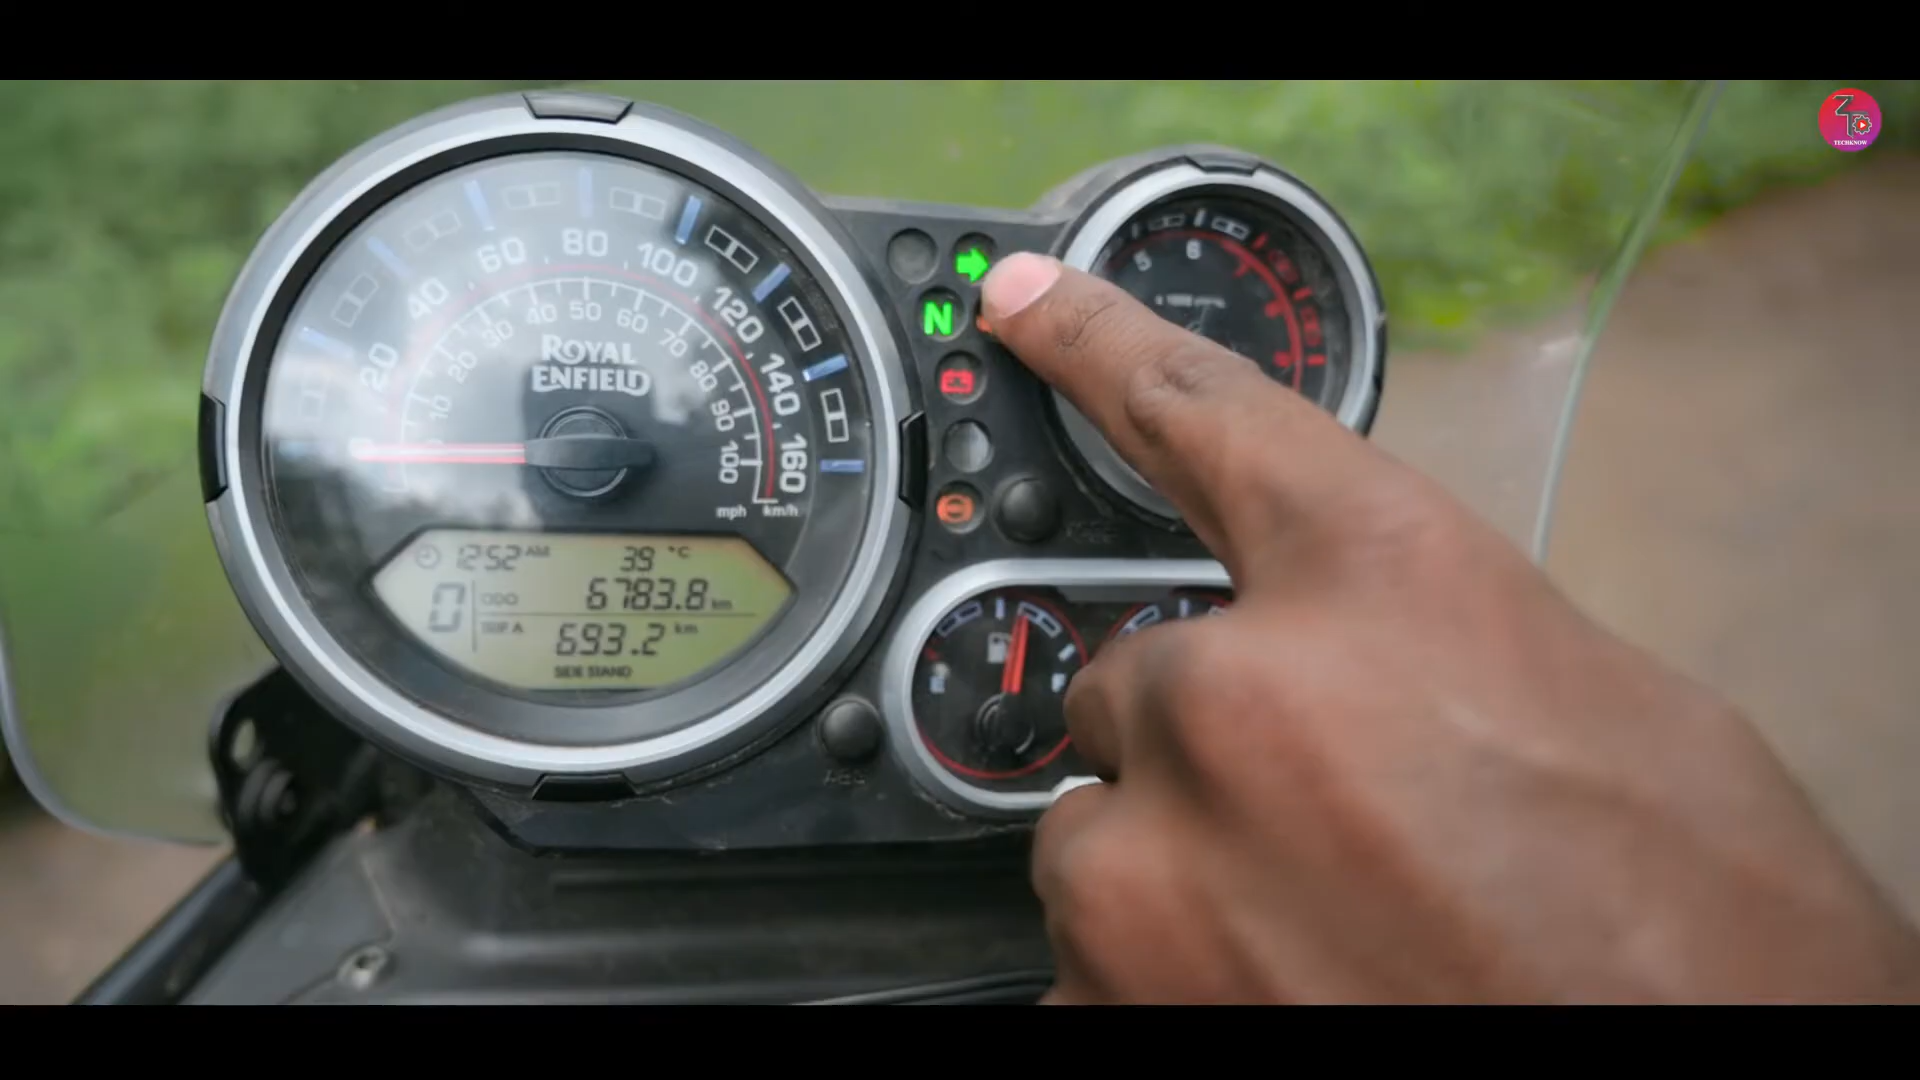 TECHKNOW
20
40
60
80
100
120
140
160
10
20
30
40
50
60
70
80
90
100
mph km/h
ROYAL
ENFIELD
N
5 6
12:52 AM 39 °C
0 ODO 6783.8 km
TRIP A 693.2 km
SIDE STAND